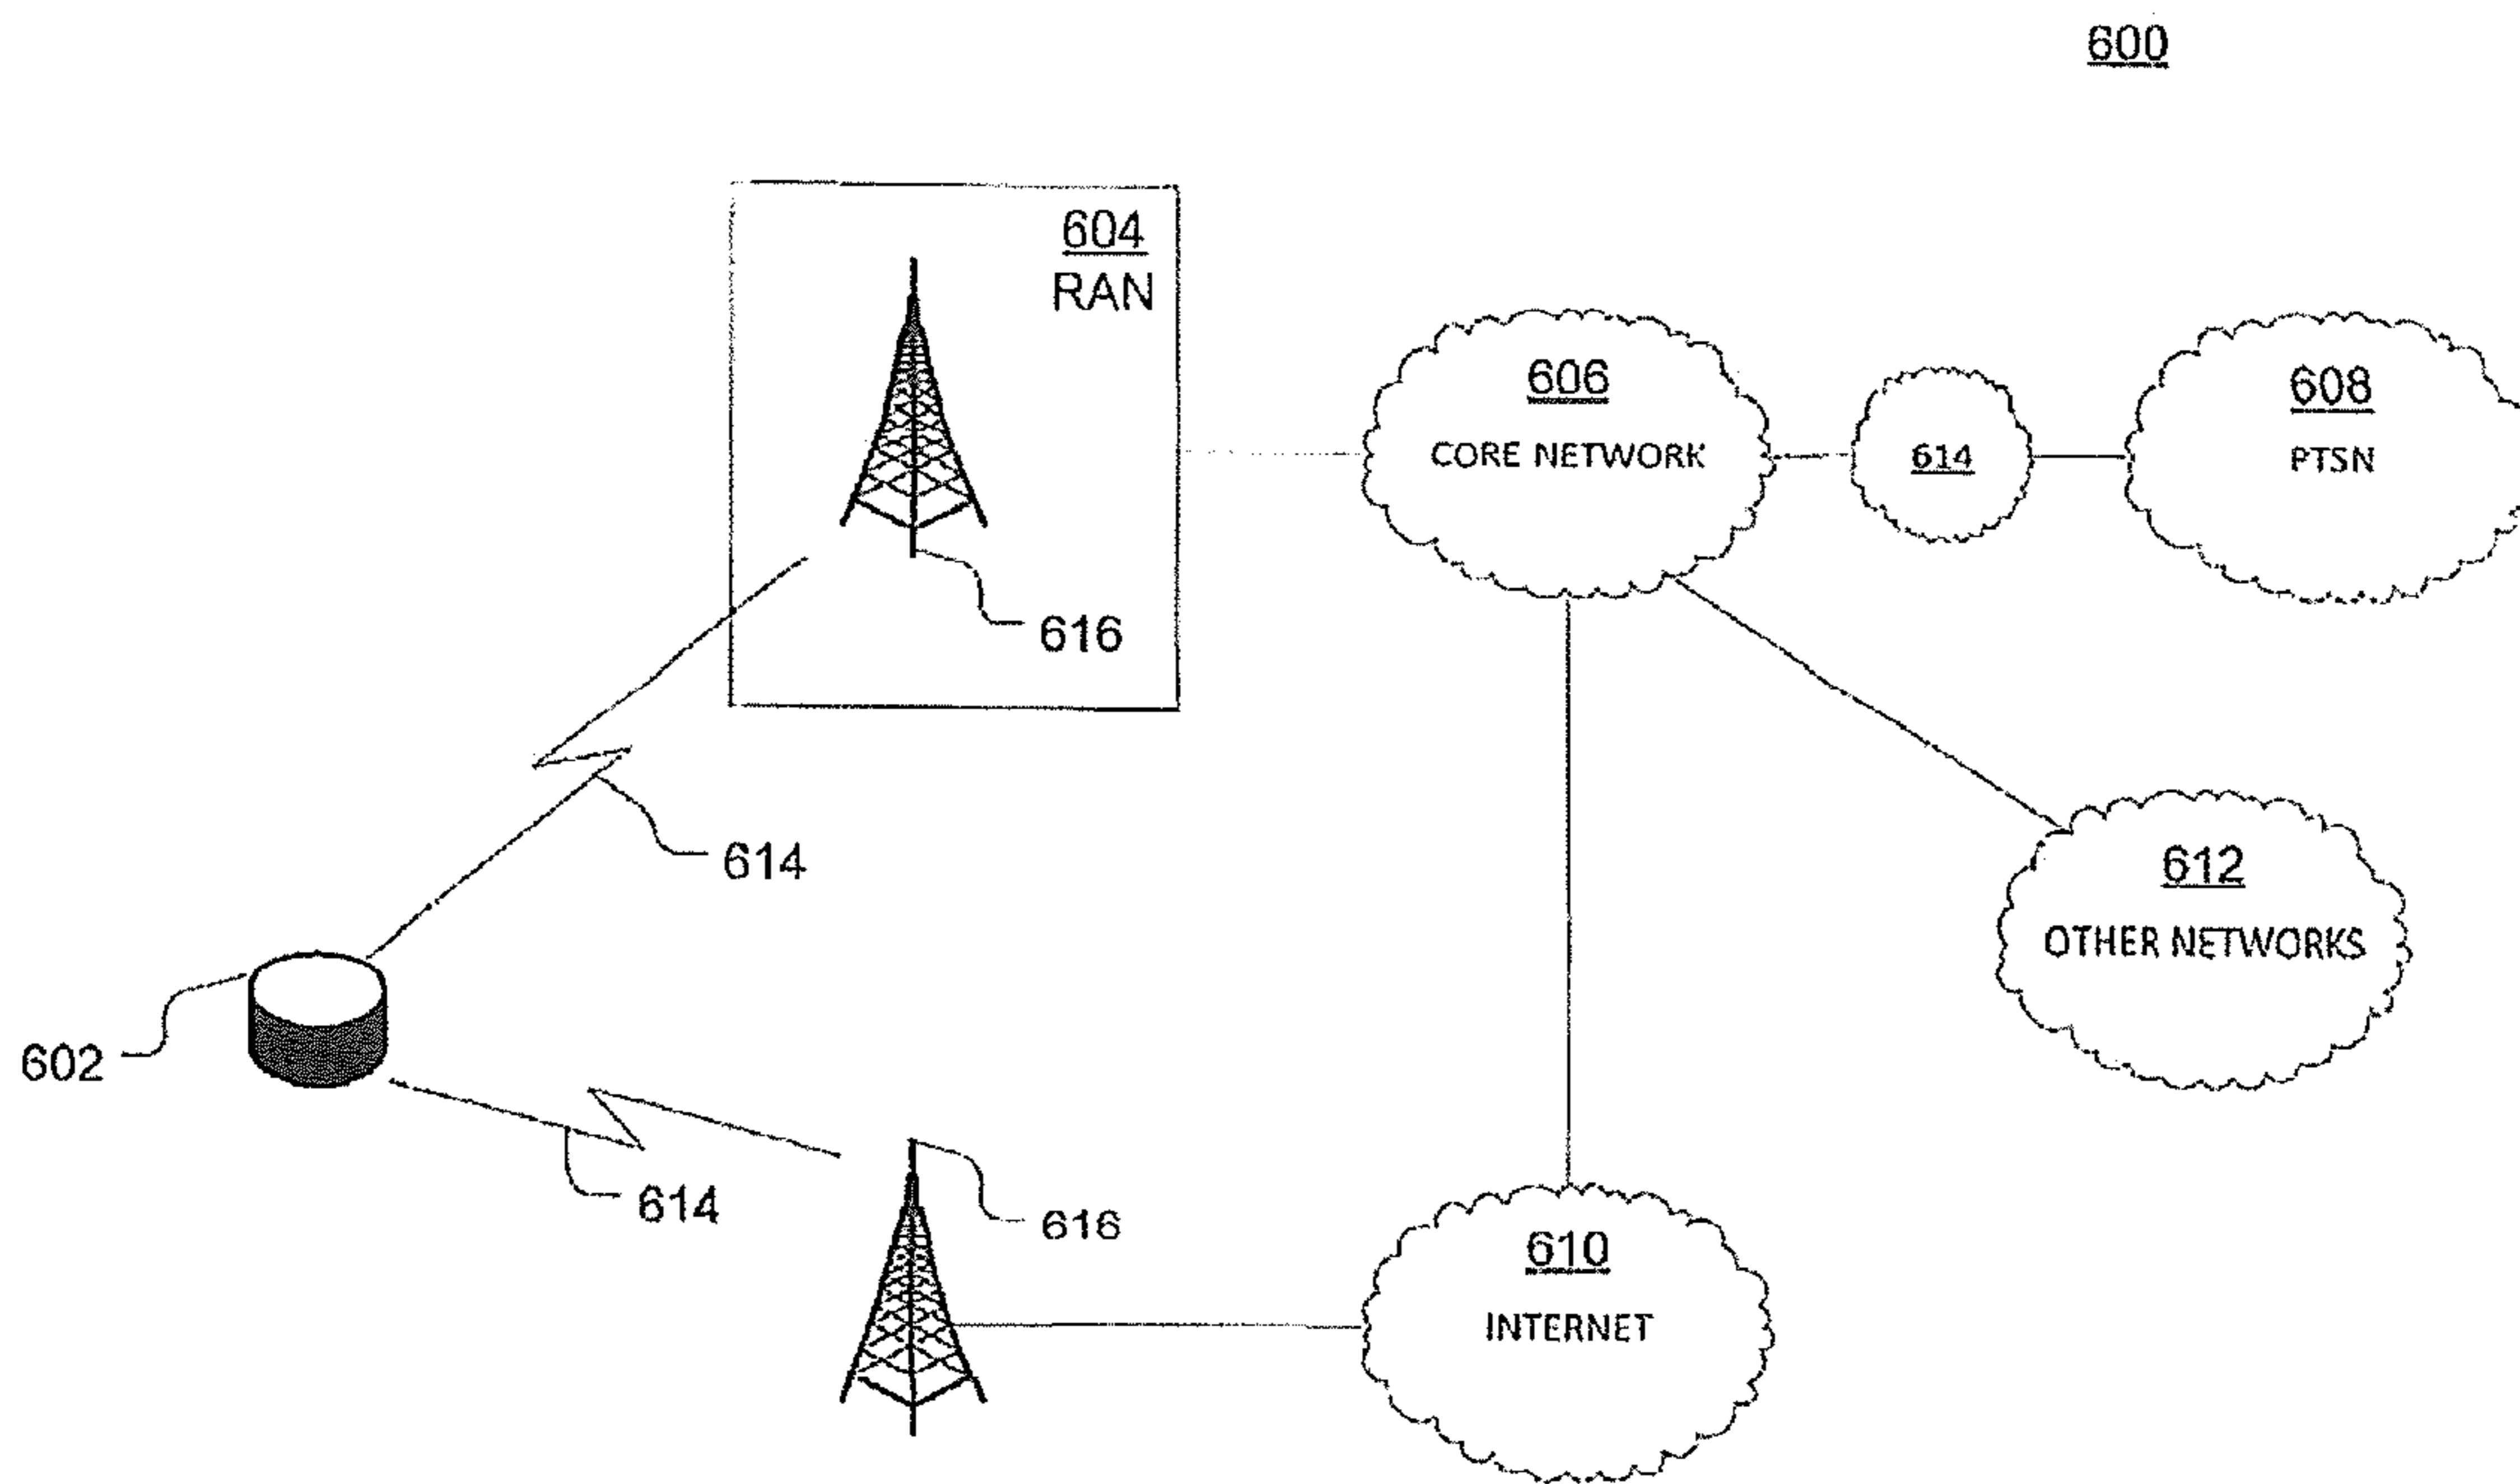 600
604
RAN
606
CORE NETWORK
614
608
PTSN
616
614
612
OTHER NETWORKS
602
614
616
610
INTERNET